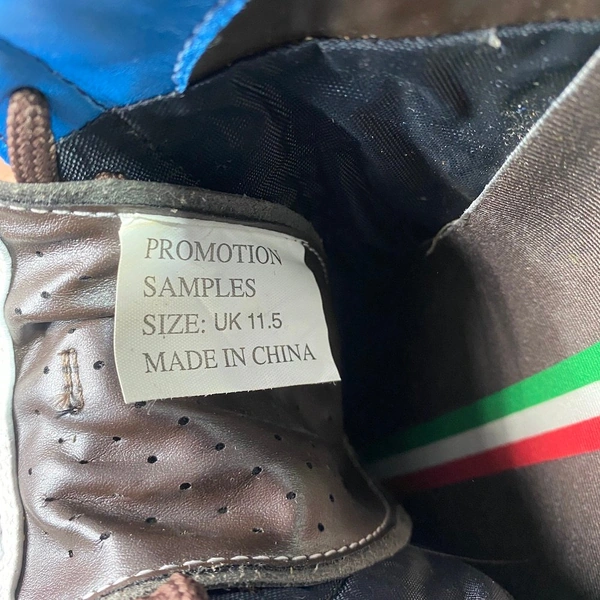 PROMOTION
SAMPLES
SIZE: UK 11.5
MADE IN CHINA